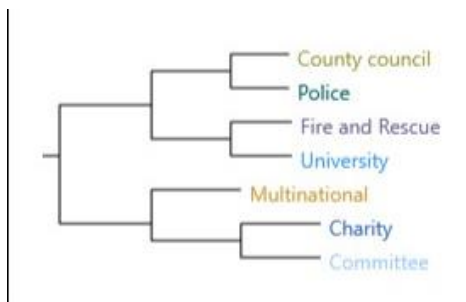 County council
Police
Fire and Rescue
University
Multinational
Charity
Committee